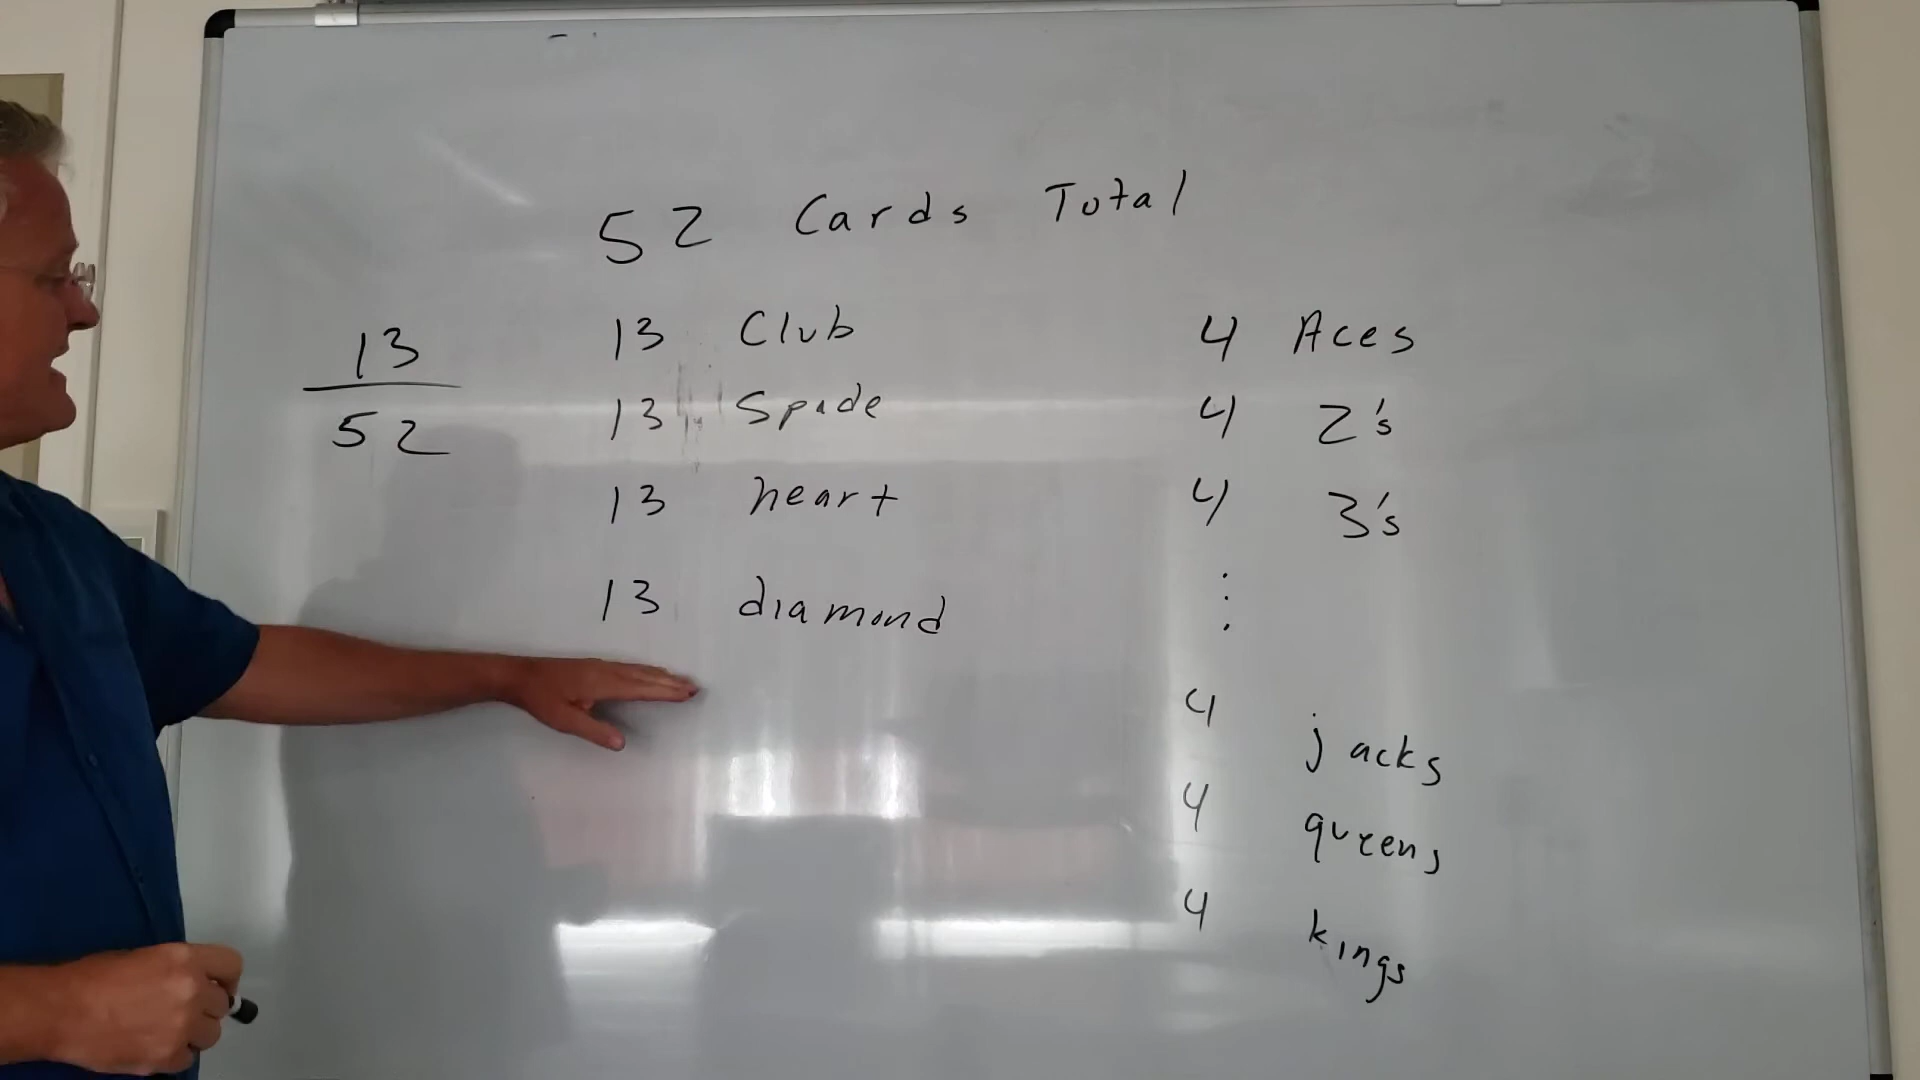 52 Cards Total
13
52
13 Club
13 Spade
13 heart
13 diamond
4 Aces
4 2's
4 3's
⋮
4 jacks
4 queens
4 kings